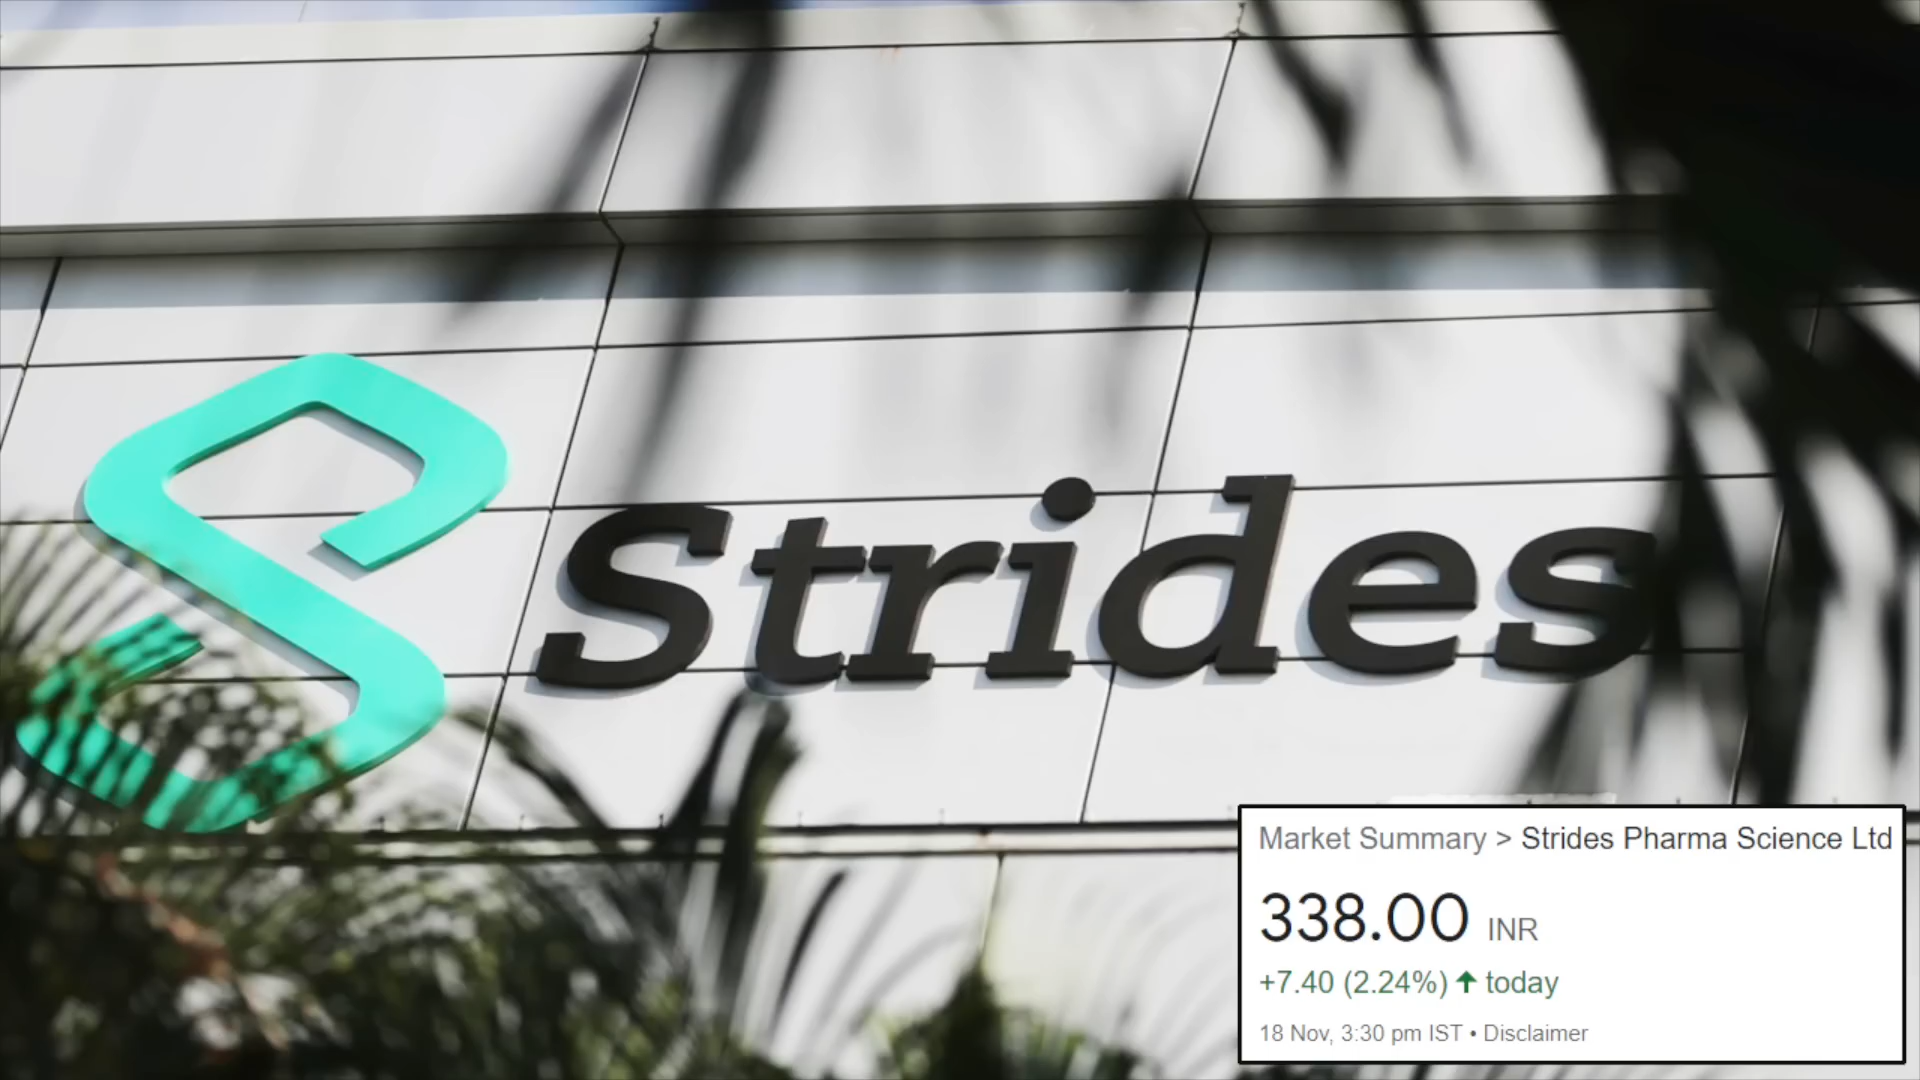 Strides
Market Summary > Strides Pharma Science Ltd
338.00 INR
+7.40 (2.24%) ↑ today
18 Nov, 3:30 pm IST • Disclaimer